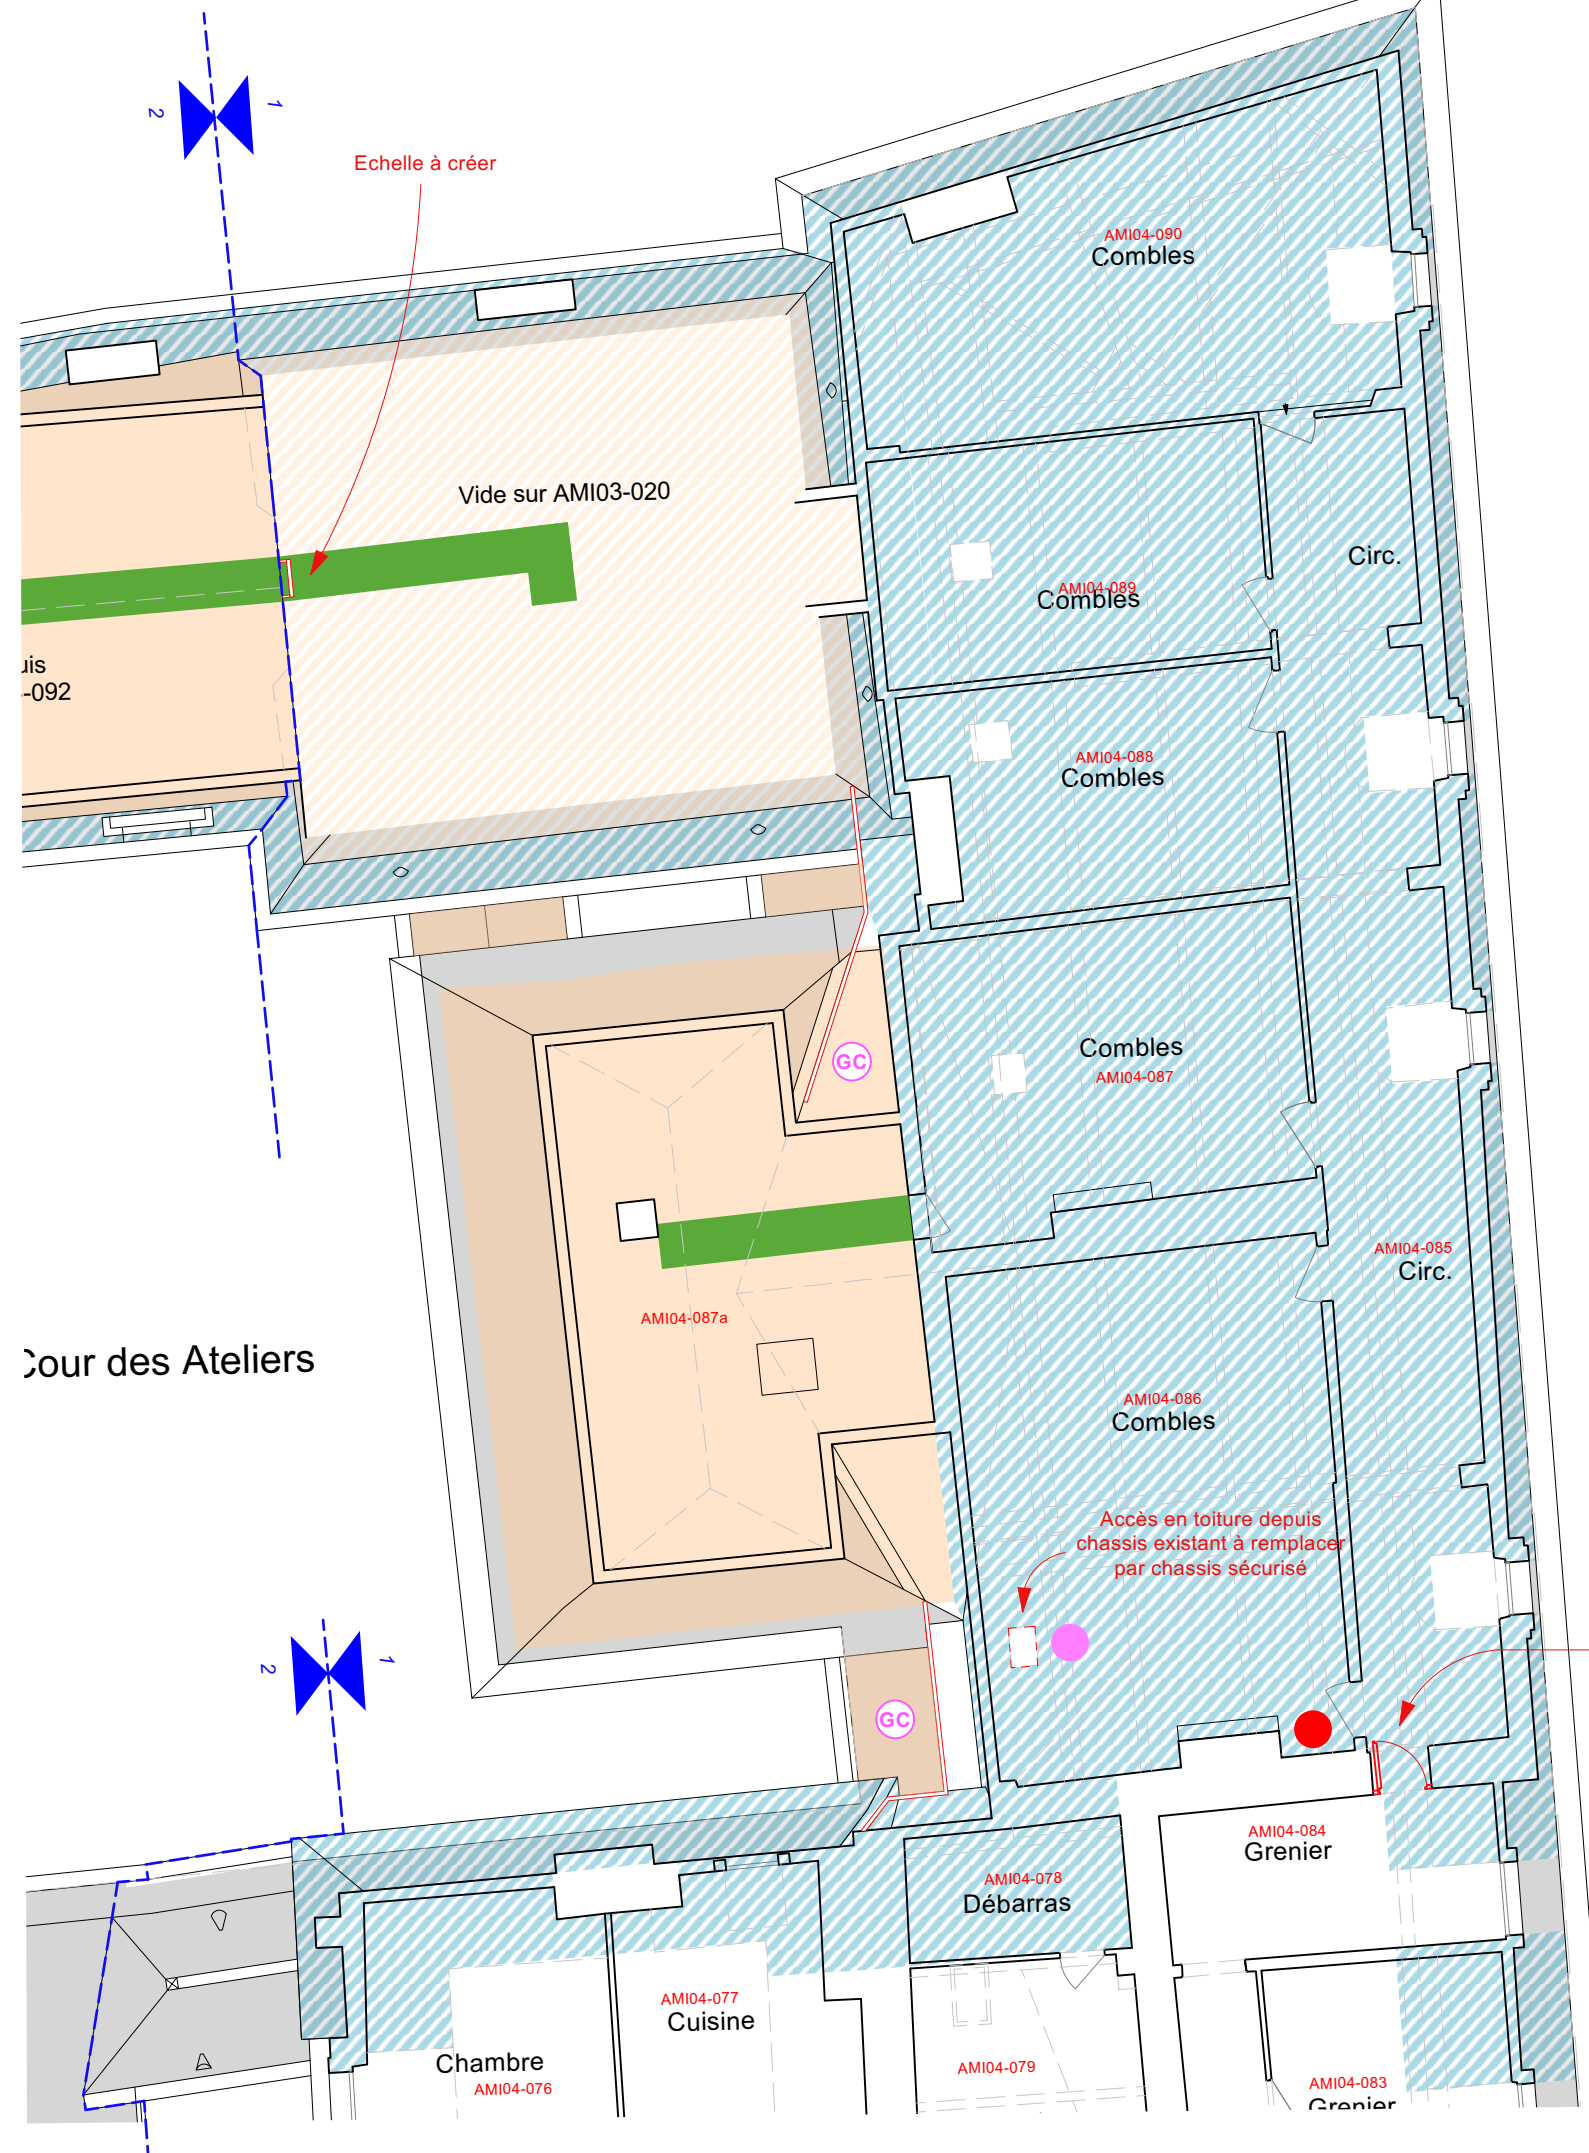 2
1
Echelle à créer
AMI04-090
Combles
Vide sur AMI03-020
Circ.
AMI04-089
Combles
uis
-092
AMI04-088
Combles
Combles
AMI04-087
GC
AMI04-085
Circ.
AMI04-087a
Cour des Ateliers
AMI04-086
Combles
Accès en toiture depuis
chassis existant à remplacer
par chassis sécurisé
2
1
GC
AMI04-084
Grenier
AMI04-078
Débarras
AMI04-077
Cuisine
Chambre
AMI04-076
AMI04-079
AMI04-083
Grenier